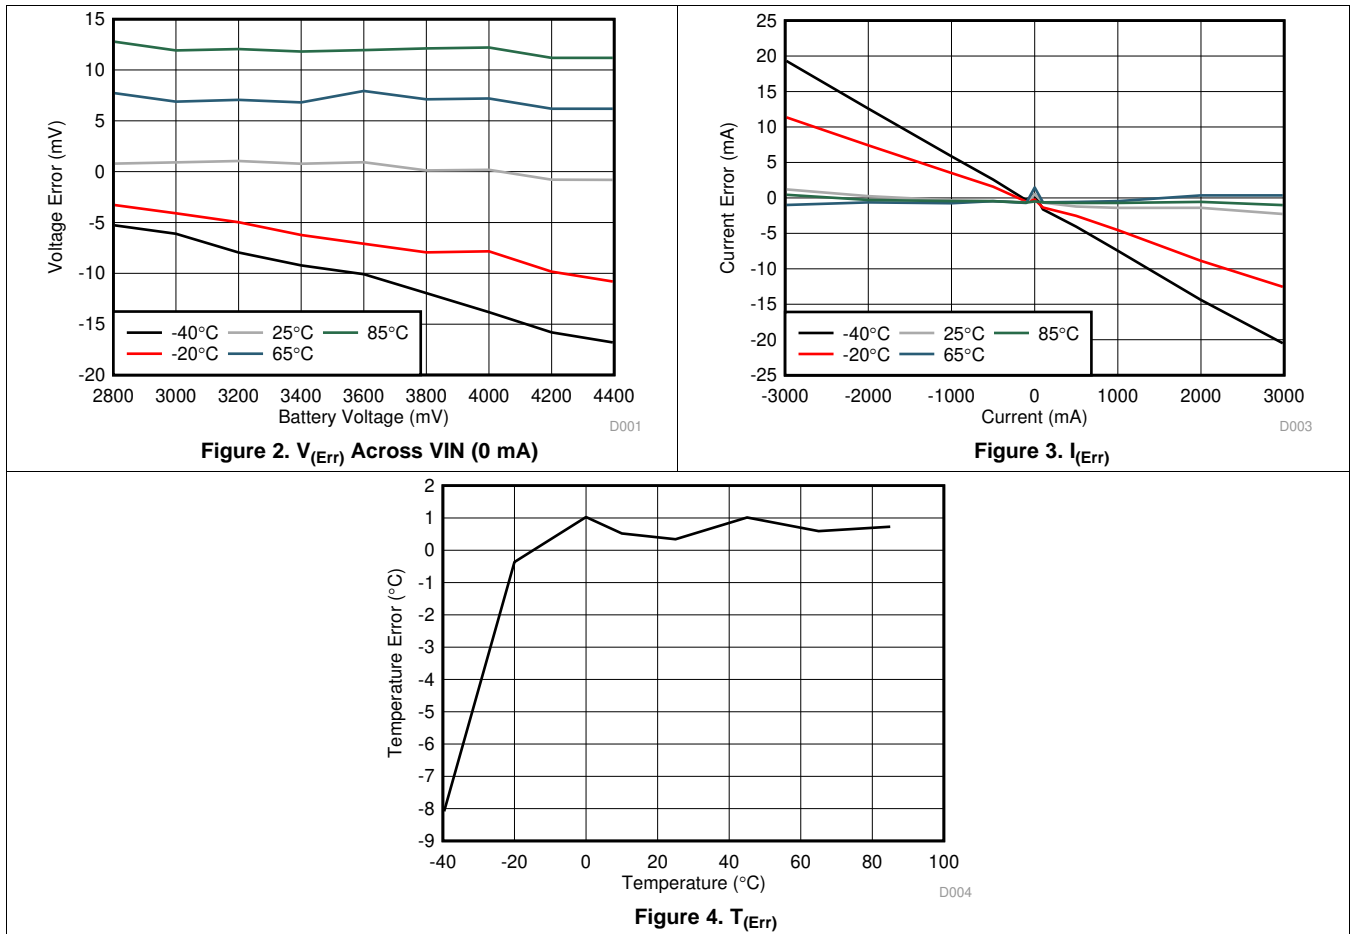 15
10
5
0
-5
-10
-15
-20
Voltage Error (mV)
-40°C
25°C
85°C
-20°C
65°C
2800 3000 3200 3400 3600 3800 4000 4200 4400
Battery Voltage (mV)
D001
Figure 2. V(Err) Across VIN (0 mA)
25
20
15
10
5
0
-5
-10
-15
-20
-25
Current Error (mA)
-40°C
25°C
85°C
-20°C
65°C
-3000 -2000 -1000 0 1000 2000 3000
Current (mA)
D003
Figure 3. I(Err)
2
1
0
-1
-2
-3
-4
-5
-6
-7
-8
-9
Temperature Error (°C)
-40 -20 0 20 40 60 80 100
Temperature (°C)
D004
Figure 4. T(Err)